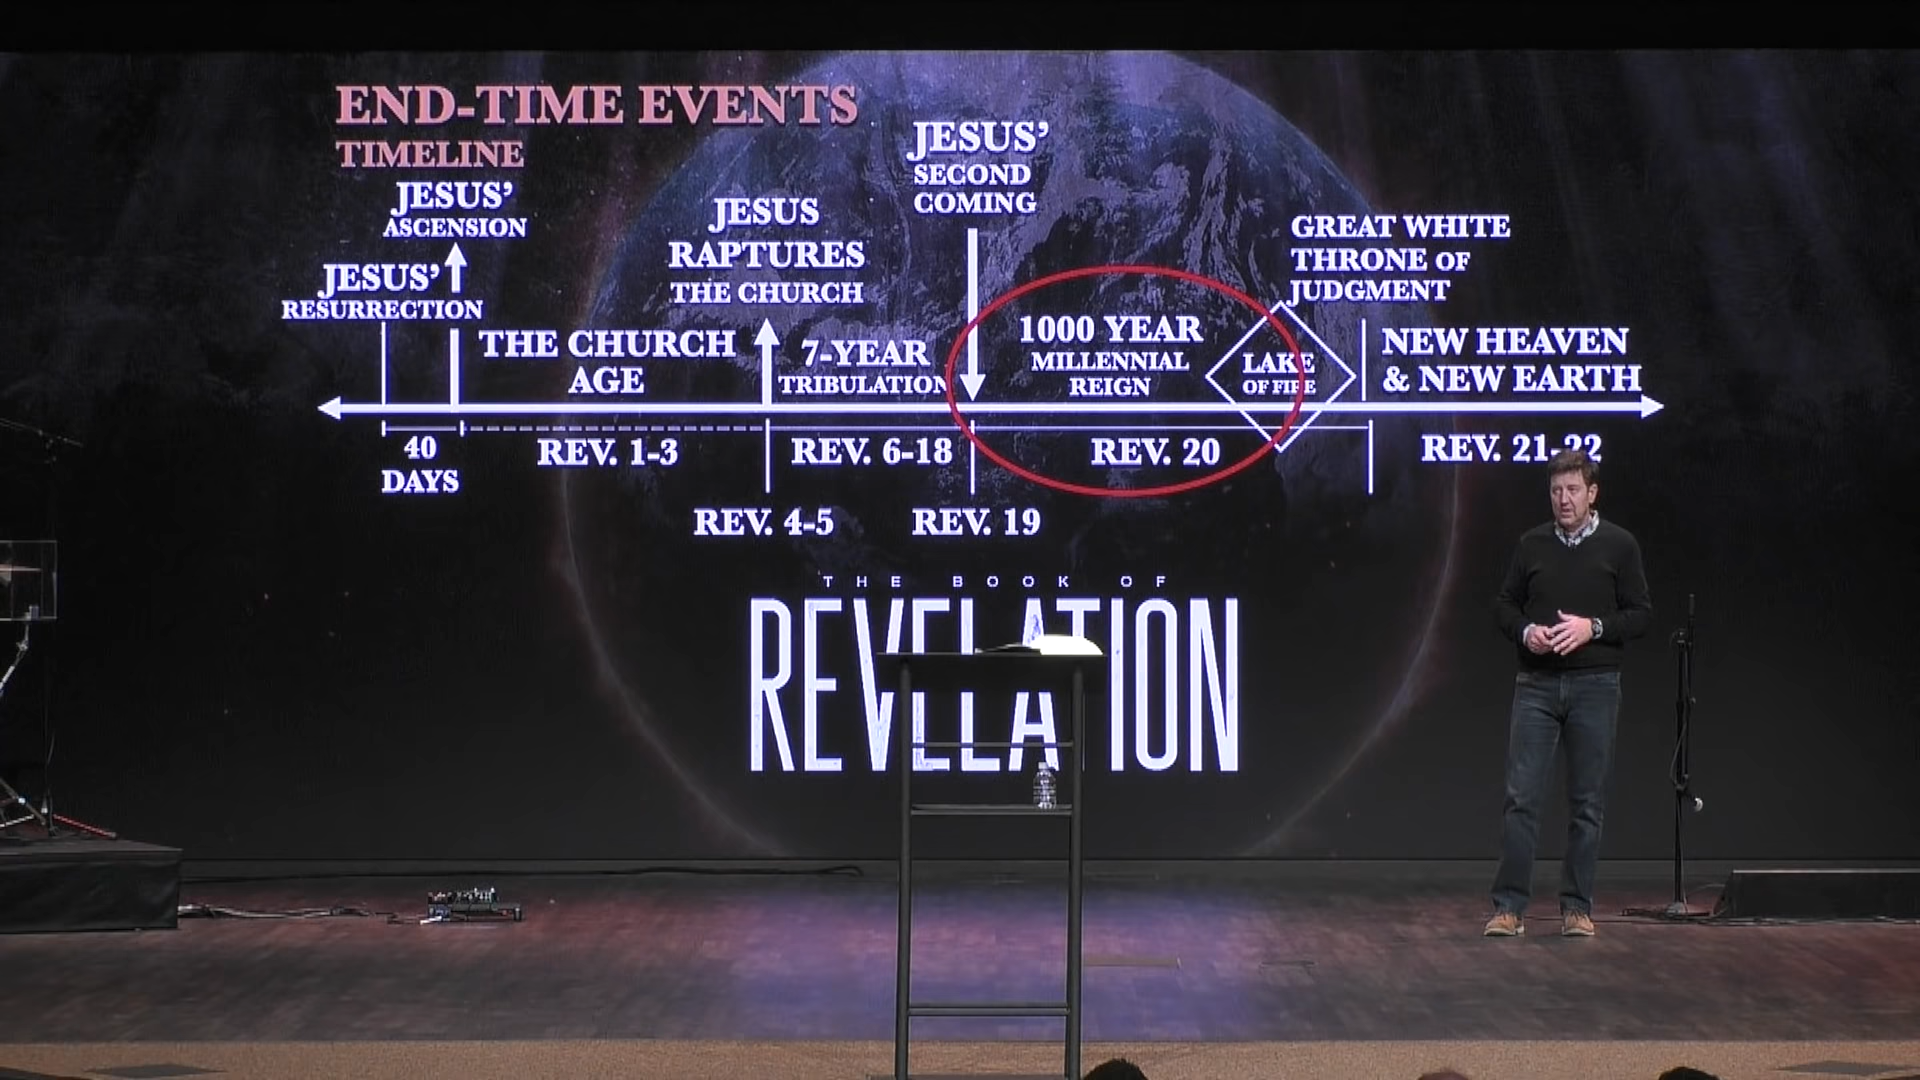 END-TIME EVENTS
TIMELINE
JESUS'
ASCENSION
JESUS'
RESURRECTION
THE CHURCH
AGE
JESUS
RAPTURES
THE CHURCH
7-YEAR
TRIBULATION
JESUS'
SECOND
COMING
1000 YEAR
MILLENNIAL
REIGN
LAKE
OF FIRE
GREAT WHITE
THRONE OF
JUDGMENT
NEW HEAVEN
& NEW EARTH
40
DAYS
REV. 1-3
REV. 4-5
REV. 6-18
REV. 19
REV. 20
REV. 21-22
THE BOOK OF
REVELATION